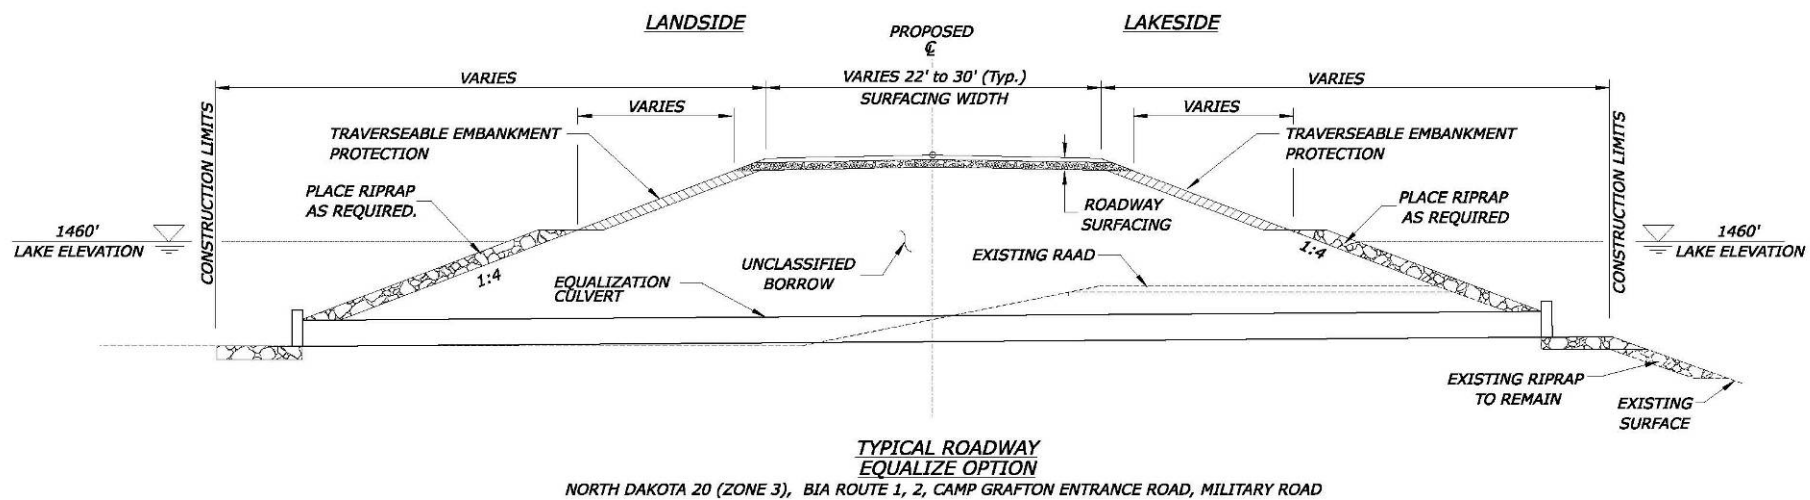 LANDSIDE
PROPOSED
℄
LAKESIDE
VARIES
VARIES 22' to 30' (Typ.)
SURFACING WIDTH
VARIES
VARIES
VARIES
CONSTRUCTION LIMITS
TRAVERSEABLE EMBANKMENT
PROTECTION
TRAVERSEABLE EMBANKMENT
PROTECTION
CONSTRUCTION LIMITS
PLACE RIPRAP
AS REQUIRED.
PLACE RIPRAP
AS REQUIRED
ROADWAY
SURFACING
1460'
LAKE ELEVATION
1460'
LAKE ELEVATION
1:4
1:4
UNCLASSIFIED
BORROW
EXISTING RAAD
EQUALIZATION
CULVERT
EXISTING RIPRAP
TO REMAIN
EXISTING
SURFACE
TYPICAL ROADWAY
EQUALIZE OPTION
NORTH DAKOTA 20 (ZONE 3), BIA ROUTE 1, 2, CAMP GRAFTON ENTRANCE ROAD, MILITARY ROAD